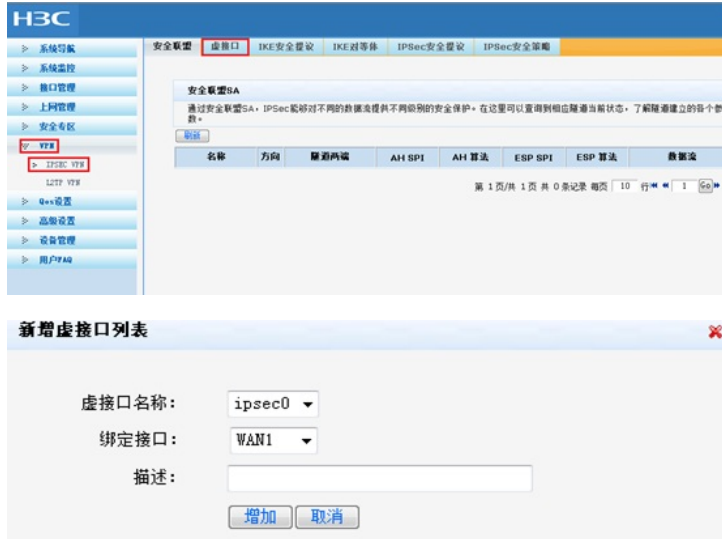 H3C
系统导航
系统监控
接口管理
上网管理
安全专区
VPN
IPSEC VPN
L2TP VPN
QoS设置
高级设置
设备管理
用户FAQ
安全联盟 虚接口 IKE安全提议 IKE对等体 IPSec安全提议 IPSec安全策略
安全联盟SA
通过安全联盟SA，IPSec能够对不同的数据流提供不同级别的安全保护。在这里可以查询到相应隧道当前状态，了解隧道建立的各个参
数。
刷新
名称 方向 隧道两端 AH SPI AH 算法 ESP SPI ESP 算法 数据流
第 1 页/共 1 页 共 0 条记录 每页 10 行 1 Go
新增虚接口列表
虚接口名称： ipsec0
绑定接口： WAN1
描述：
增加 取消